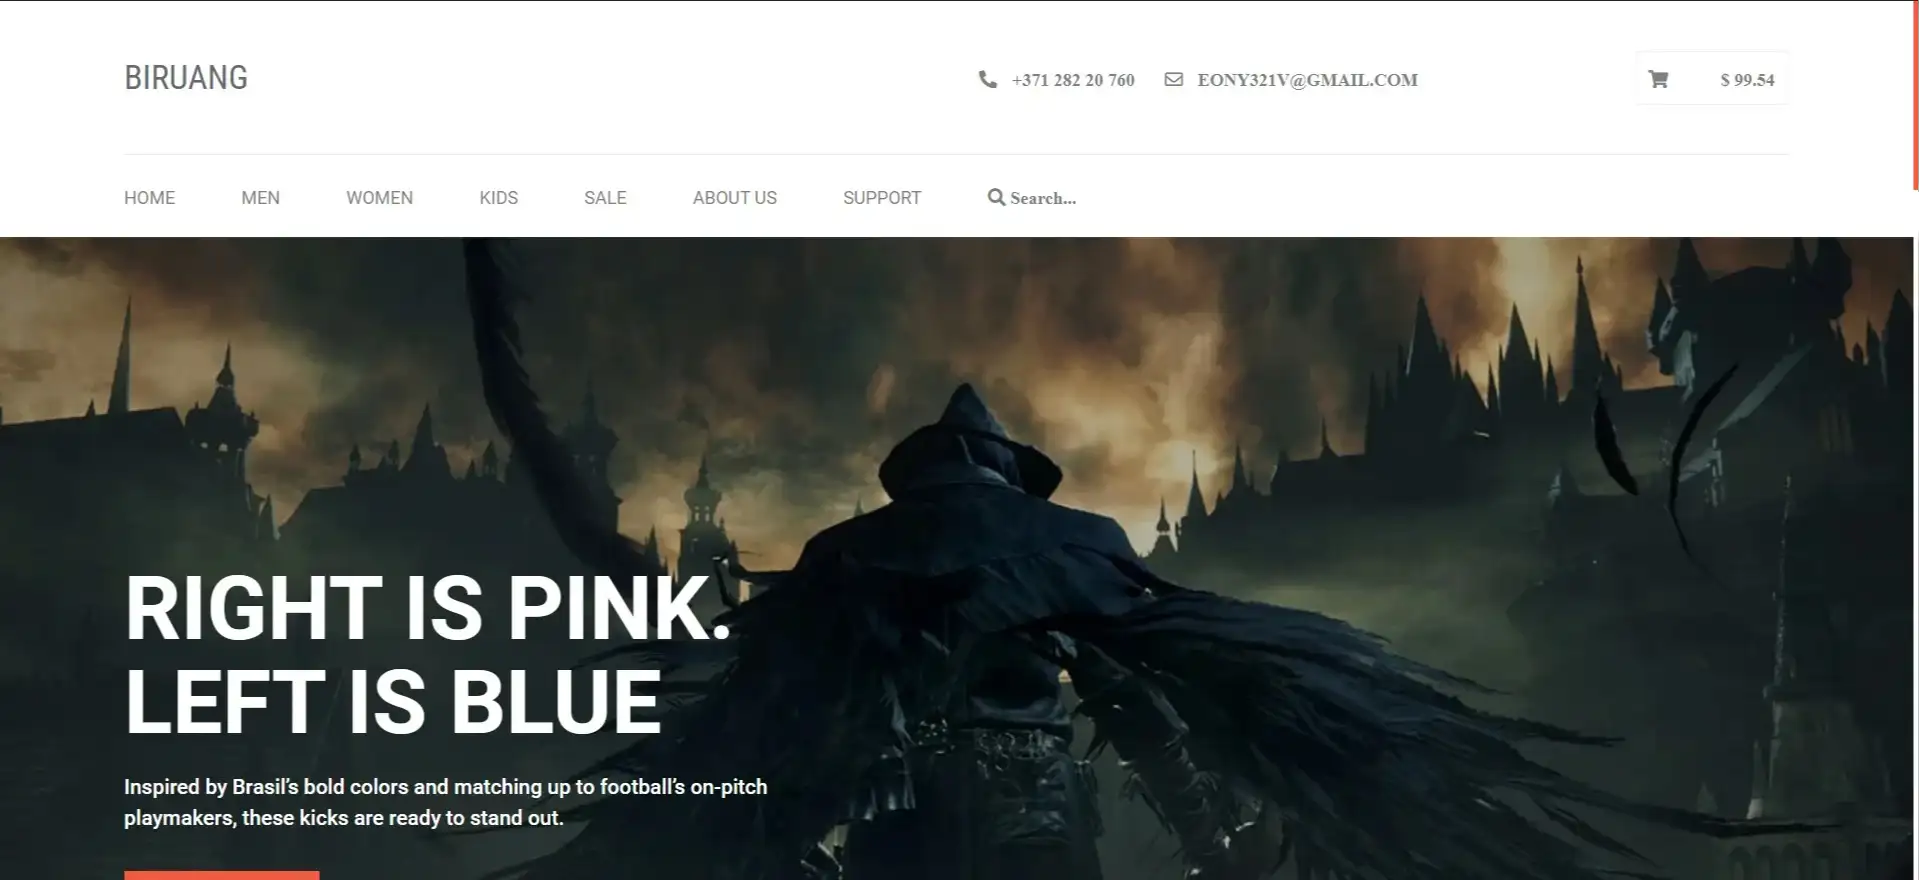 BIRUANG
+371 282 20 760
EONY321V@GMAIL.COM
$ 99.54
HOME MEN WOMEN KIDS SALE ABOUT US SUPPORT Search...
RIGHT IS PINK.
LEFT IS BLUE
Inspired by Brasil’s bold colors and matching up to football’s on-pitch
playmakers, these kicks are ready to stand out.